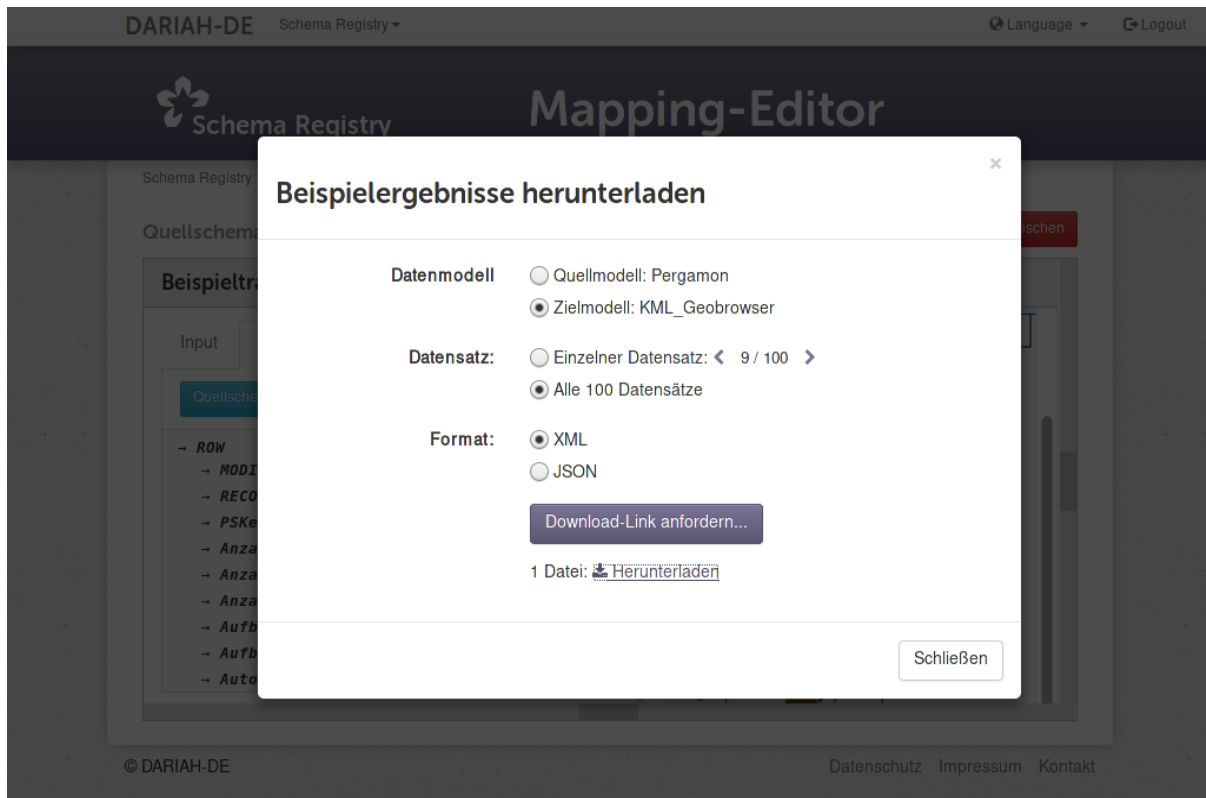 DARIAH-DE Schema Registry Language Logout
Schema Registry Mapping-Editor
Schema Registry
×
Beispielergebnisse herunterladen
Quellschema
Beispieltra
Input
Quellsche
→ ROW
→ MODI
→ RECO
→ PSKe
→ Anza
→ Anza
→ Anza
→ Aufb
→ Aufb
→ Auto
Datenmodell Quellmodell: Pergamon
Zielmodell: KML_Geobrowser
Datensatz: Einzelner Datensatz: 9 / 100
Alle 100 Datensätze
Format: XML
JSON
Download-Link anfordern...
1 Datei: Herunterladen
Schließen
© DARIAH-DE Datenschutz Impressum Kontakt